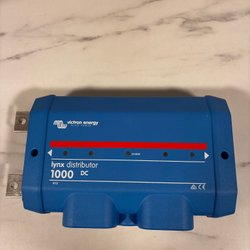 victron energy
lynx distributor
1000 DC